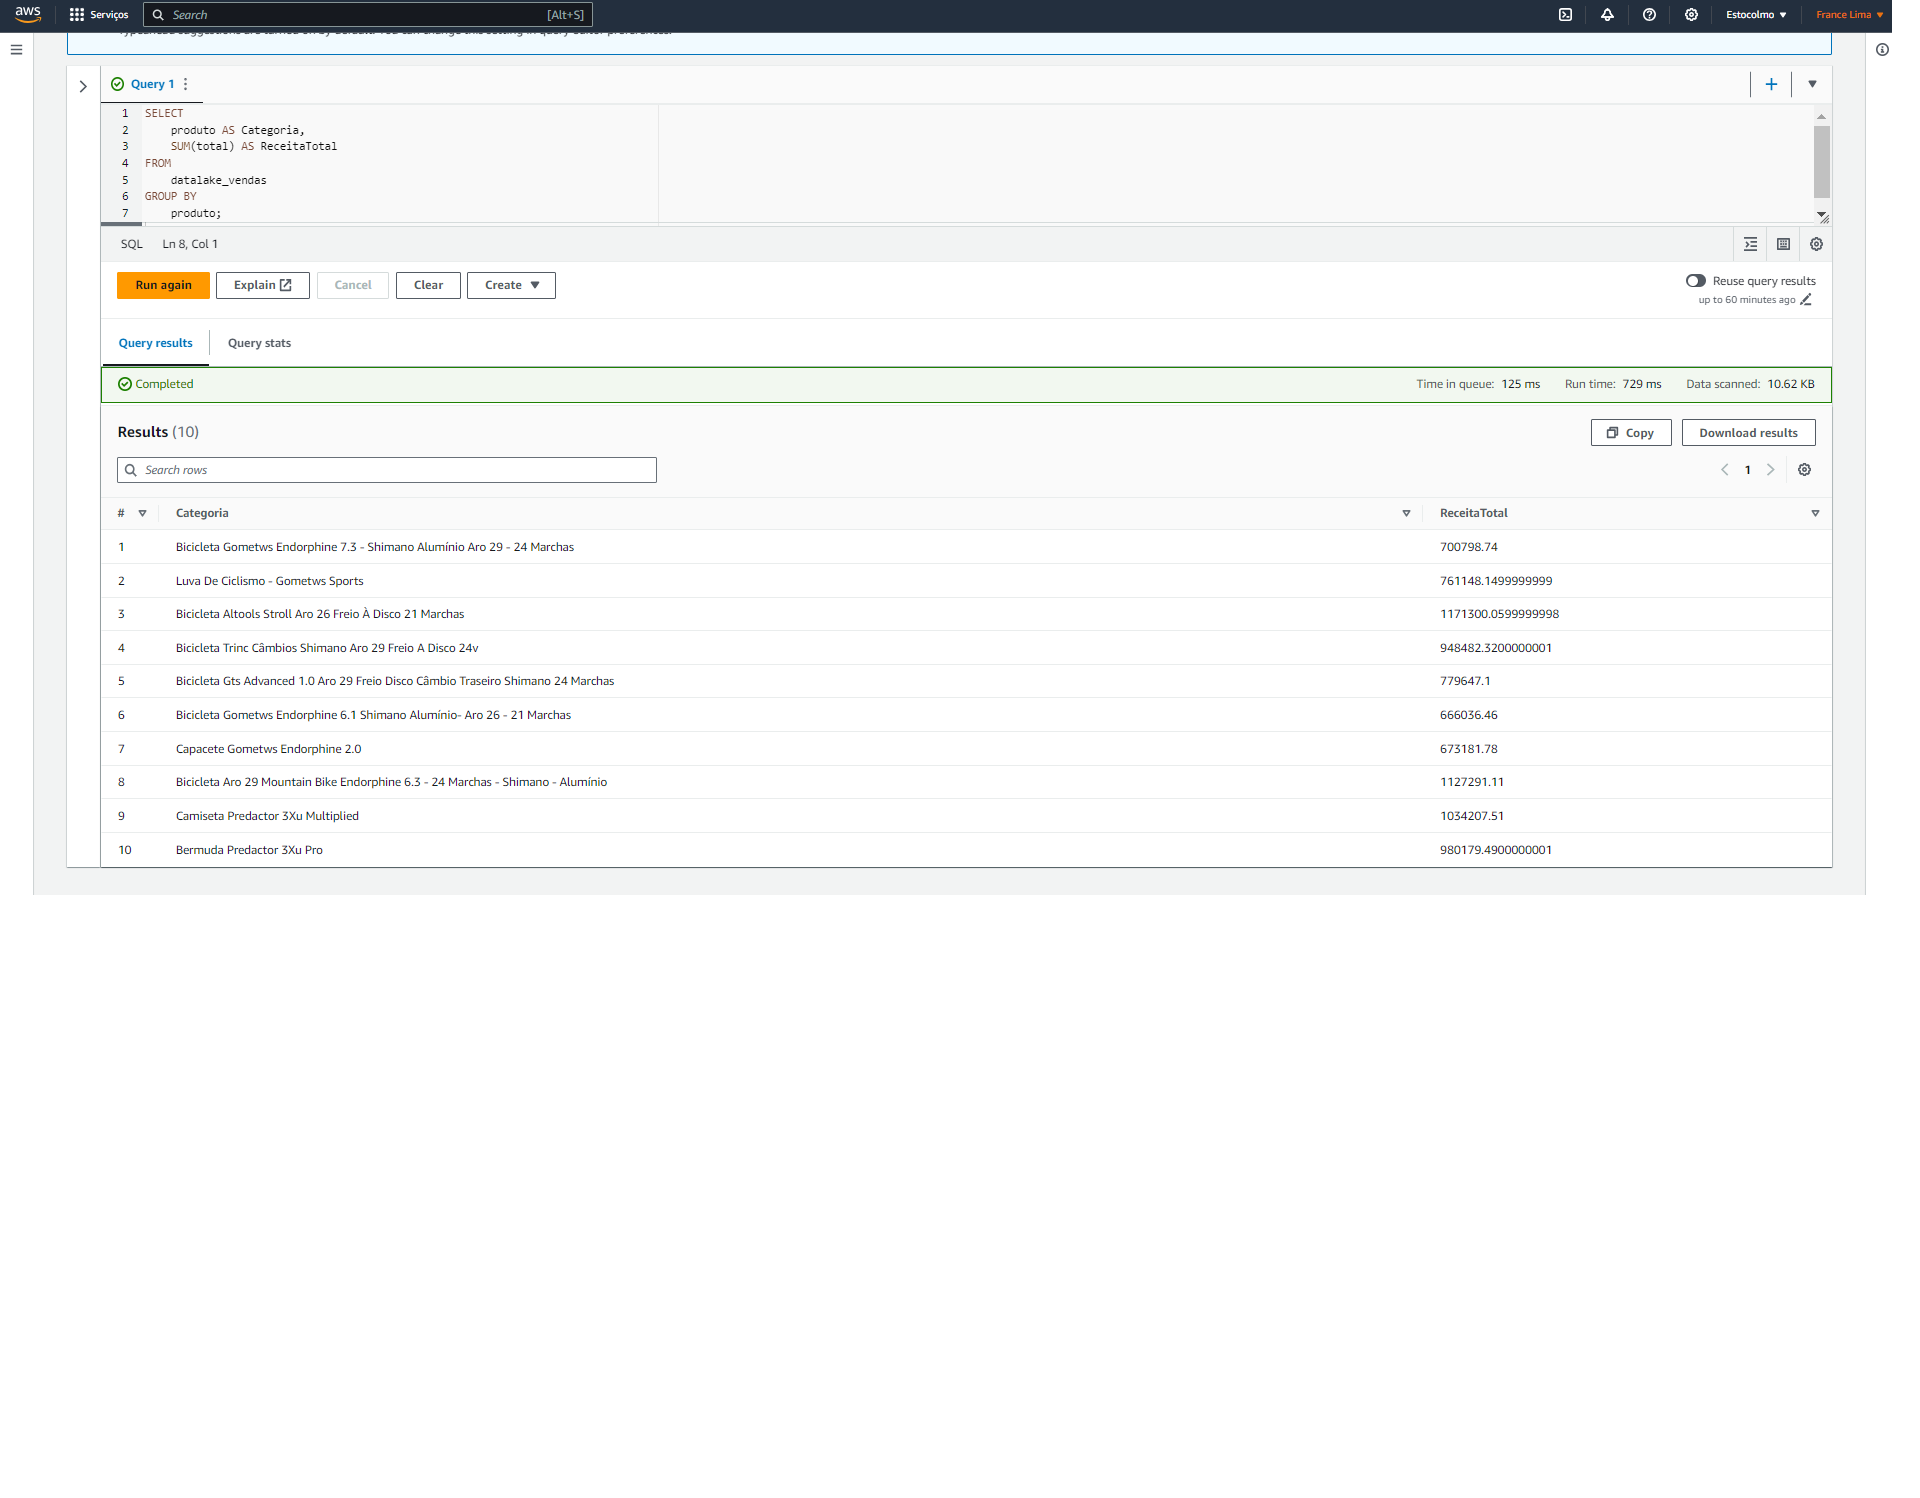 aws
Serviços
Search
[Alt+S]
Estocolmo
France Lima
Query 1
1 SELECT
2 produto AS Categoria,
3 SUM(total) AS ReceitaTotal
4 FROM
5 datalake_vendas
6 GROUP BY
7 produto;
SQL Ln 8, Col 1
Run again
Explain
Cancel
Clear
Create
Reuse query results
up to 60 minutes ago
Query results
Query stats
Completed
Time in queue: 125 ms Run time: 729 ms Data scanned: 10.62 KB
Results (10)
Copy
Download results
Search rows
1
# Categoria ReceitaTotal
1 Bicicleta Gometws Endorphine 7.3 - Shimano Alumínio Aro 29 - 24 Marchas 700798.74
2 Luva De Ciclismo - Gometws Sports 761148.1499999999
3 Bicicleta Altools Stroll Aro 26 Freio À Disco 21 Marchas 1171300.0599999998
4 Bicicleta Trinc Câmbios Shimano Aro 29 Freio A Disco 24v 948482.3200000001
5 Bicicleta Gts Advanced 1.0 Aro 29 Freio Disco Câmbio Traseiro Shimano 24 Marchas 779647.1
6 Bicicleta Gometws Endorphine 6.1 Shimano Alumínio- Aro 26 - 21 Marchas 666036.46
7 Capacete Gometws Endorphine 2.0 673181.78
8 Bicicleta Aro 29 Mountain Bike Endorphine 6.3 - 24 Marchas - Shimano - Alumínio 1127291.11
9 Camiseta Predactor 3Xu Multiplied 1034207.51
10 Bermuda Predactor 3Xu Pro 980179.4900000001